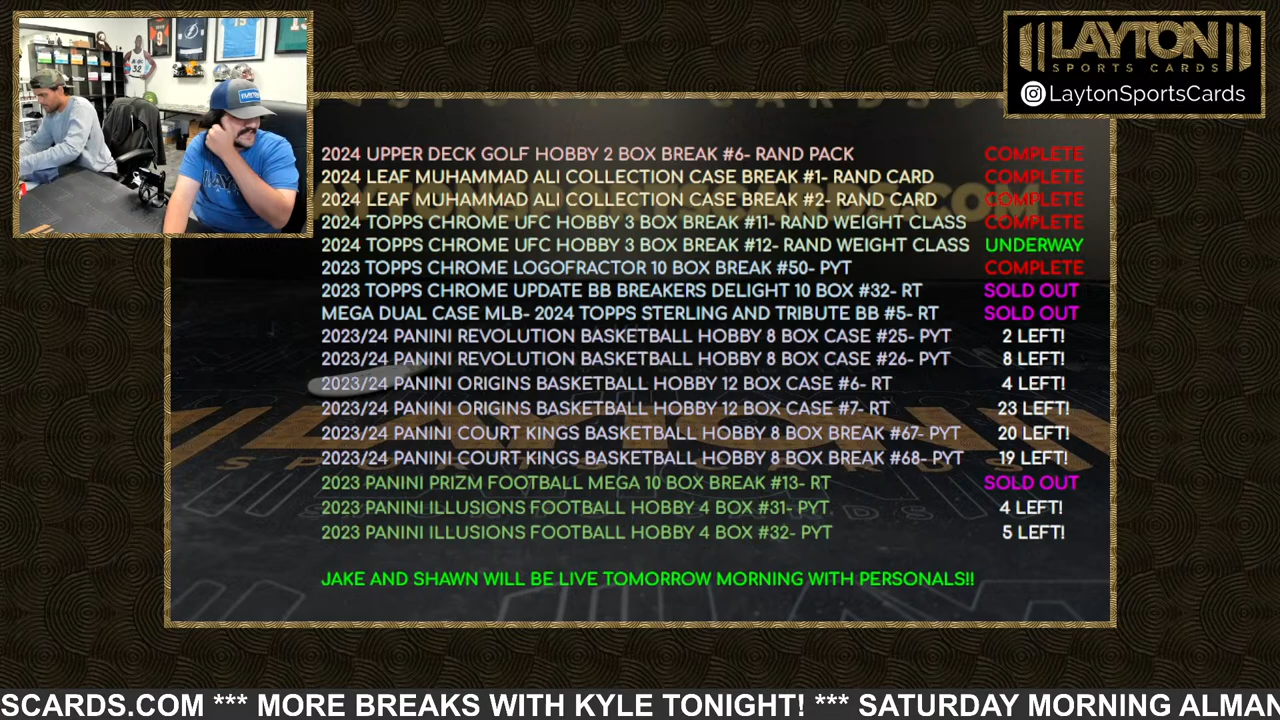 LAYTON
SPORTS CARDS
LaytonSportsCards
2024 UPPER DECK GOLF HOBBY 2 BOX BREAK #6- RAND PACK COMPLETE
2024 LEAF MUHAMMAD ALI COLLECTION CASE BREAK #1- RAND CARD COMPLETE
2024 LEAF MUHAMMAD ALI COLLECTION CASE BREAK #2- RAND CARD COMPLETE
2024 TOPPS CHROME UFC HOBBY 3 BOX BREAK #11- RAND WEIGHT CLASS COMPLETE
2024 TOPPS CHROME UFC HOBBY 3 BOX BREAK #12- RAND WEIGHT CLASS UNDERWAY
2023 TOPPS CHROME LOGOFRACTOR 10 BOX BREAK #50- PYT COMPLETE
2023 TOPPS CHROME UPDATE BB BREAKERS DELIGHT 10 BOX #32- RT SOLD OUT
MEGA DUAL CASE MLB- 2024 TOPPS STERLING AND TRIBUTE BB #5- RT SOLD OUT
2023/24 PANINI REVOLUTION BASKETBALL HOBBY 8 BOX CASE #25- PYT 2 LEFT!
2023/24 PANINI REVOLUTION BASKETBALL HOBBY 8 BOX CASE #26- PYT 8 LEFT!
2023/24 PANINI ORIGINS BASKETBALL HOBBY 12 BOX CASE #6- RT 4 LEFT!
2023/24 PANINI ORIGINS BASKETBALL HOBBY 12 BOX CASE #7- RT 23 LEFT!
2023/24 PANINI COURT KINGS BASKETBALL HOBBY 8 BOX BREAK #67- PYT 20 LEFT!
2023/24 PANINI COURT KINGS BASKETBALL HOBBY 8 BOX BREAK #68- PYT 19 LEFT!
2023 PANINI PRIZM FOOTBALL MEGA 10 BOX BREAK #13- RT SOLD OUT
2023 PANINI ILLUSIONS FOOTBALL HOBBY 4 BOX #31- PYT 4 LEFT!
2023 PANINI ILLUSIONS FOOTBALL HOBBY 4 BOX #32- PYT 5 LEFT!
JAKE AND SHAWN WILL BE LIVE TOMORROW MORNING WITH PERSONALS!!
SCARDS.COM *** MORE BREAKS WITH KYLE TONIGHT! *** SATURDAY MORNING ALMAN